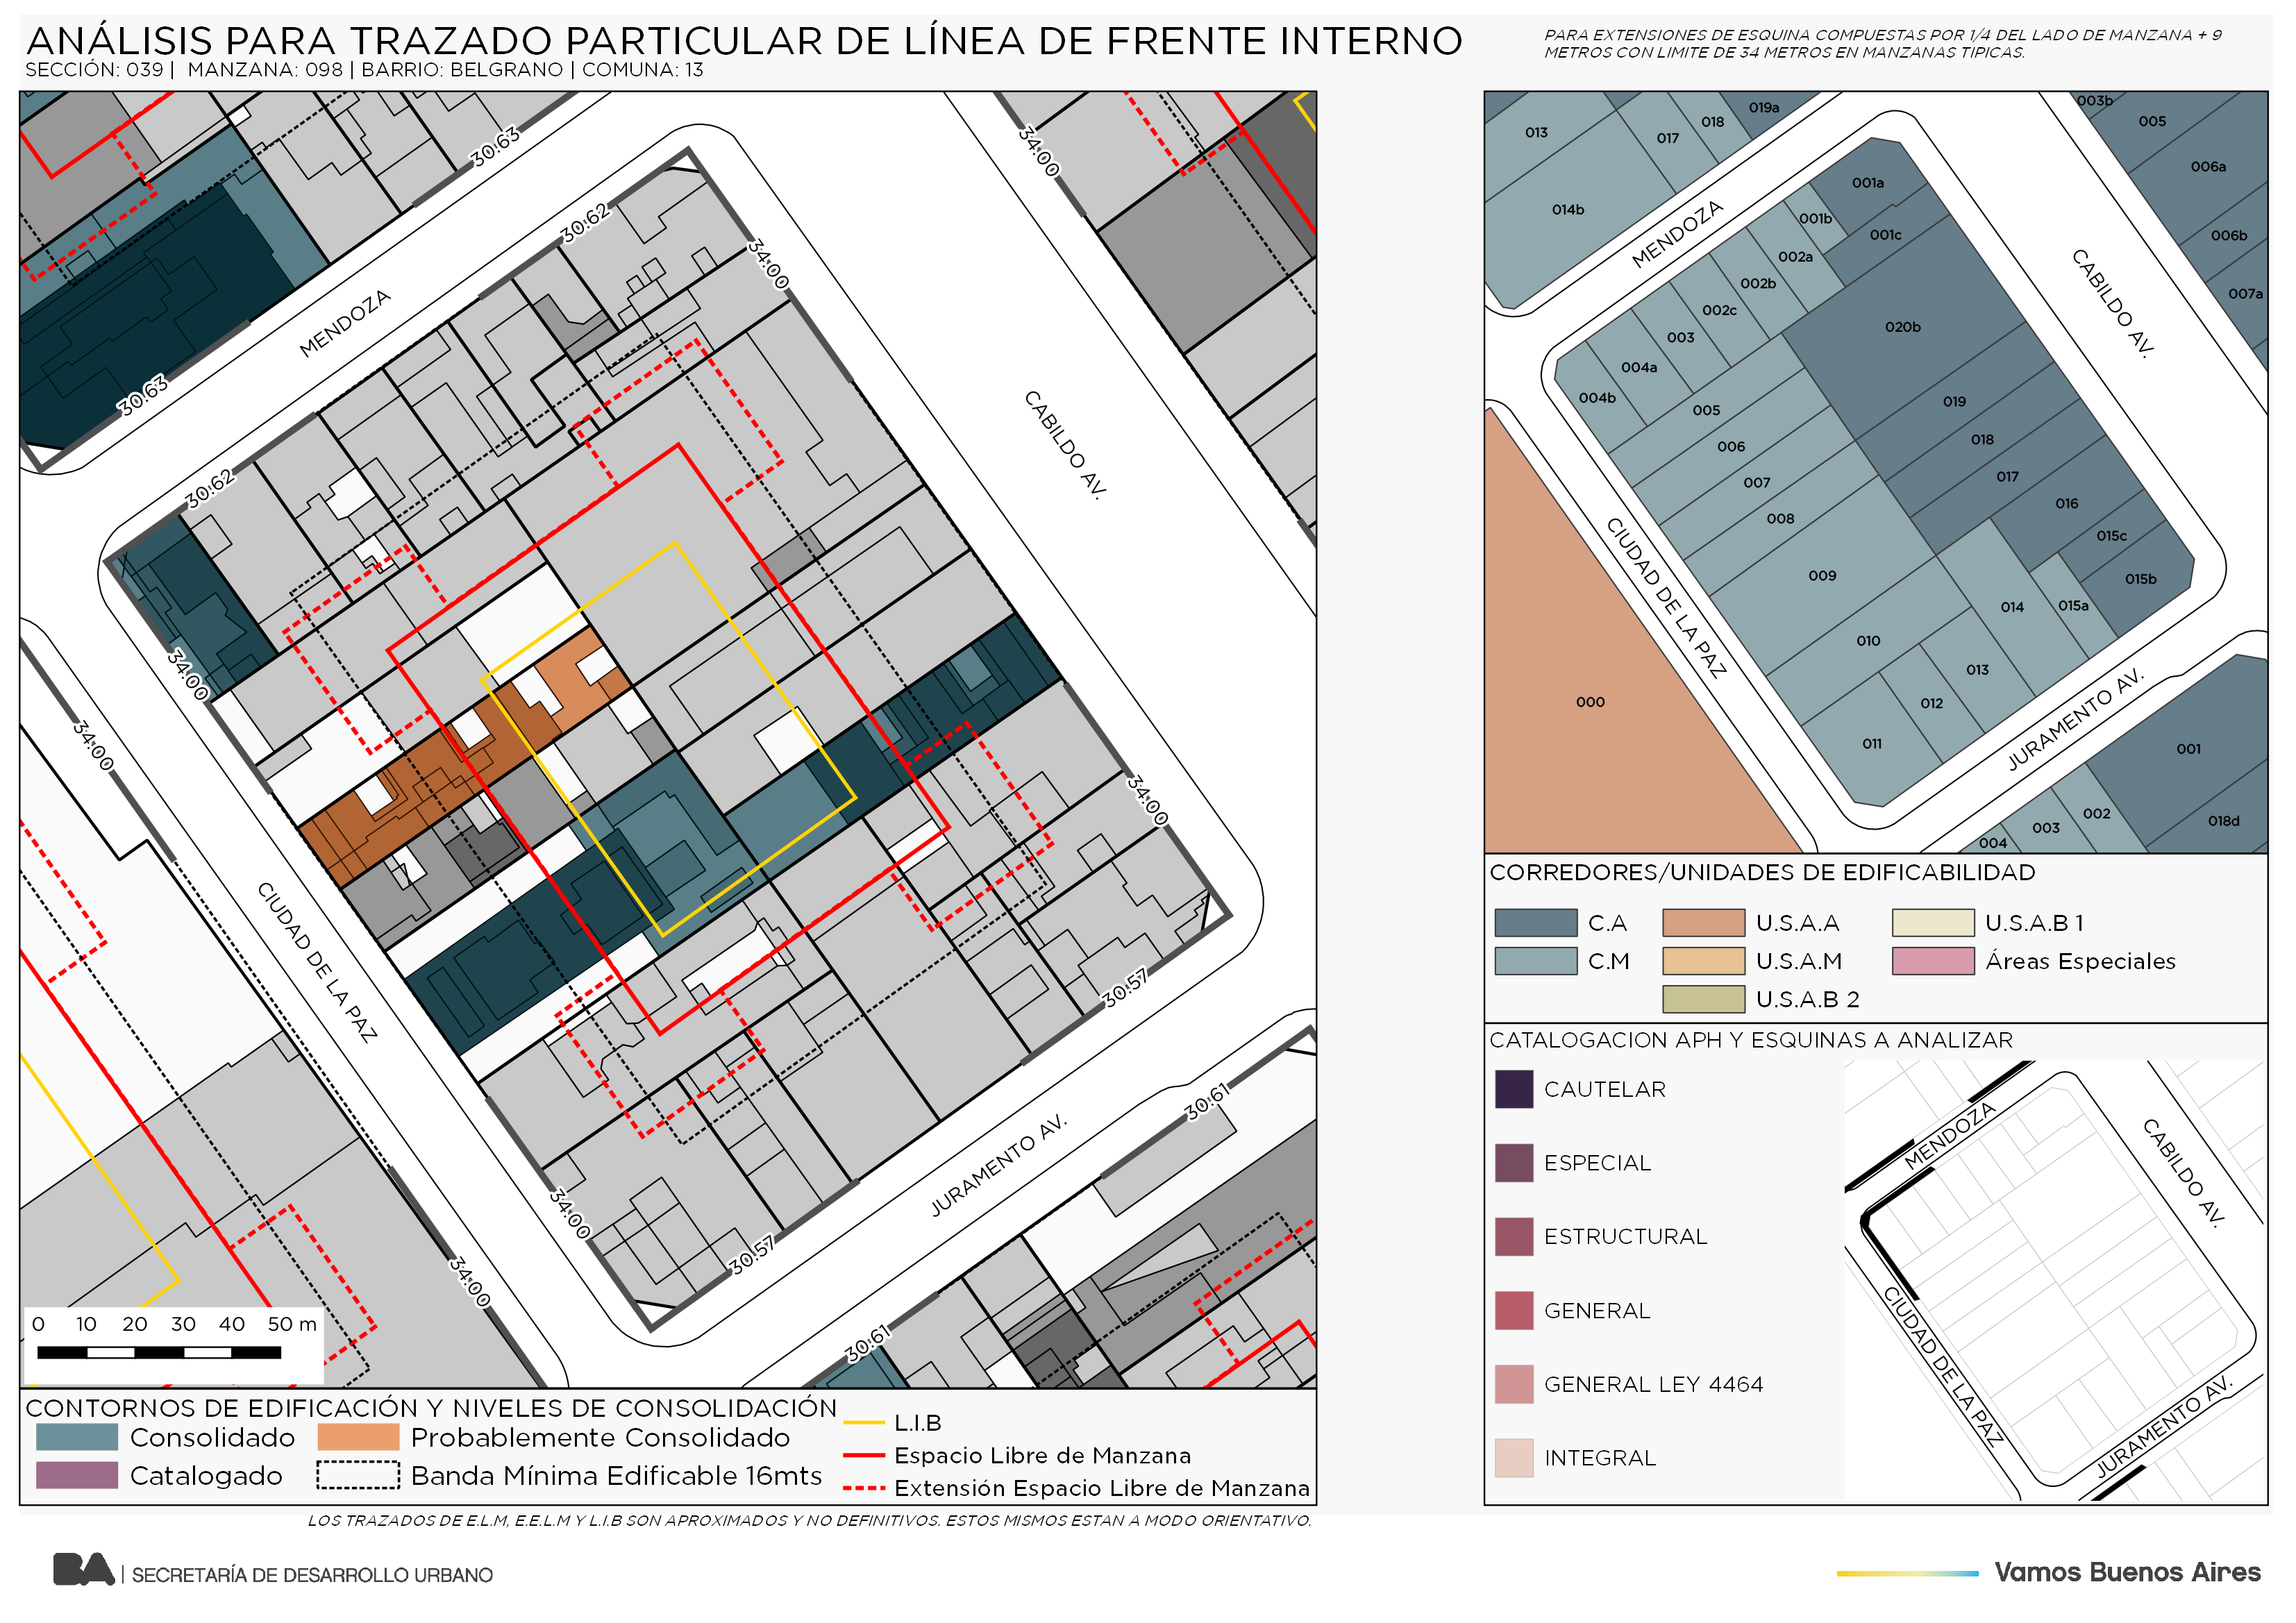 ANÁLISIS PARA TRAZADO PARTICULAR DE LÍNEA DE FRENTE INTERNO
SECCIÓN: 039 | MANZANA: 098 | BARRIO: BELGRANO | COMUNA: 13
PARA EXTENSIONES DE ESQUINA COMPUESTAS POR 1/4 DEL LADO DE MANZANA + 9
METROS CON LIMITE DE 34 METROS EN MANZANAS TIPICAS.
30.63
34.00
30.62
34.00
MENDOZA
30.63
CABILDO AV.
30.62
34.00
34.00
34.00
CIUDAD DE LA PAZ
30.57
30.61
JURAMENTO AV.
34.00
30.57
34.00
30.61
0 10 20 30 40 50 m
CONTORNOS DE EDIFICACIÓN Y NIVELES DE CONSOLIDACIÓN
Consolidado
Probablemente Consolidado
Catalogado
Banda Mínima Edificable 16mts
L.I.B
Espacio Libre de Manzana
Extensión Espacio Libre de Manzana
LOS TRAZADOS DE E.L.M, E.E.L.M Y L.I.B SON APROXIMADOS Y NO DEFINITIVOS. ESTOS MISMOS ESTAN A MODO ORIENTATIVO.
013
017
018
019a
003b
005
006a
014b
MENDOZA
001a
001b
001c
006b
007a
002a
002b
002c
003
004a
004b
020b
CABILDO AV.
005
006
007
008
019
018
017
016
015c
015b
009
014
015a
010
013
012
011
CIUDAD DE LA PAZ
000
JURAMENTO AV.
001
002
003
004
018d
CORREDORES/UNIDADES DE EDIFICABILIDAD
C.A
U.S.A.A
U.S.A.B 1
C.M
U.S.A.M
Áreas Especiales
U.S.A.B 2
CATALOGACION APH Y ESQUINAS A ANALIZAR
CAUTELAR
ESPECIAL
ESTRUCTURAL
GENERAL
GENERAL LEY 4464
INTEGRAL
MENDOZA
CABILDO AV.
CIUDAD DE LA PAZ
JURAMENTO AV.
BA | SECRETARÍA DE DESARROLLO URBANO
Vamos Buenos Aires